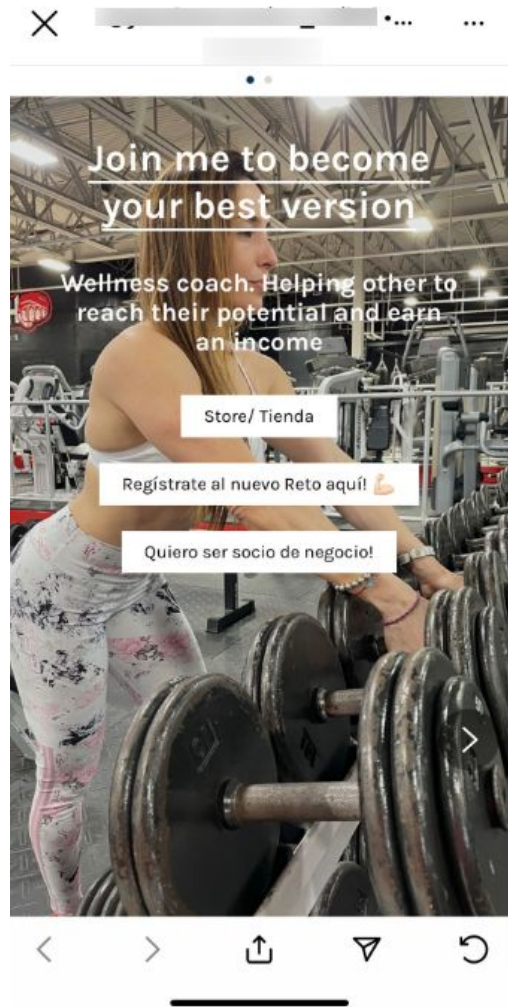 Join me to become
your best version
Wellness coach. Helping other to
reach their potential and earn
an income
Store/ Tienda
Regístrate al nuevo Reto aquí! 💪🏻
Quiero ser socio de negocio!